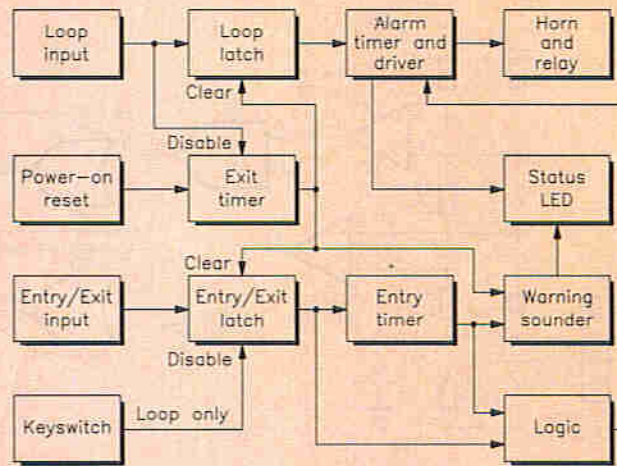 Loop
input
Loop
latch
Alarm
timer and
driver
Horn
and
relay
Clear
Disable
Power-on
reset
Exit
timer
Status
LED
Clear
Entry/Exit
input
Entry/Exit
latch
Entry
timer
Warning
sounder
Disable
Keyswitch
Loop only
Logic